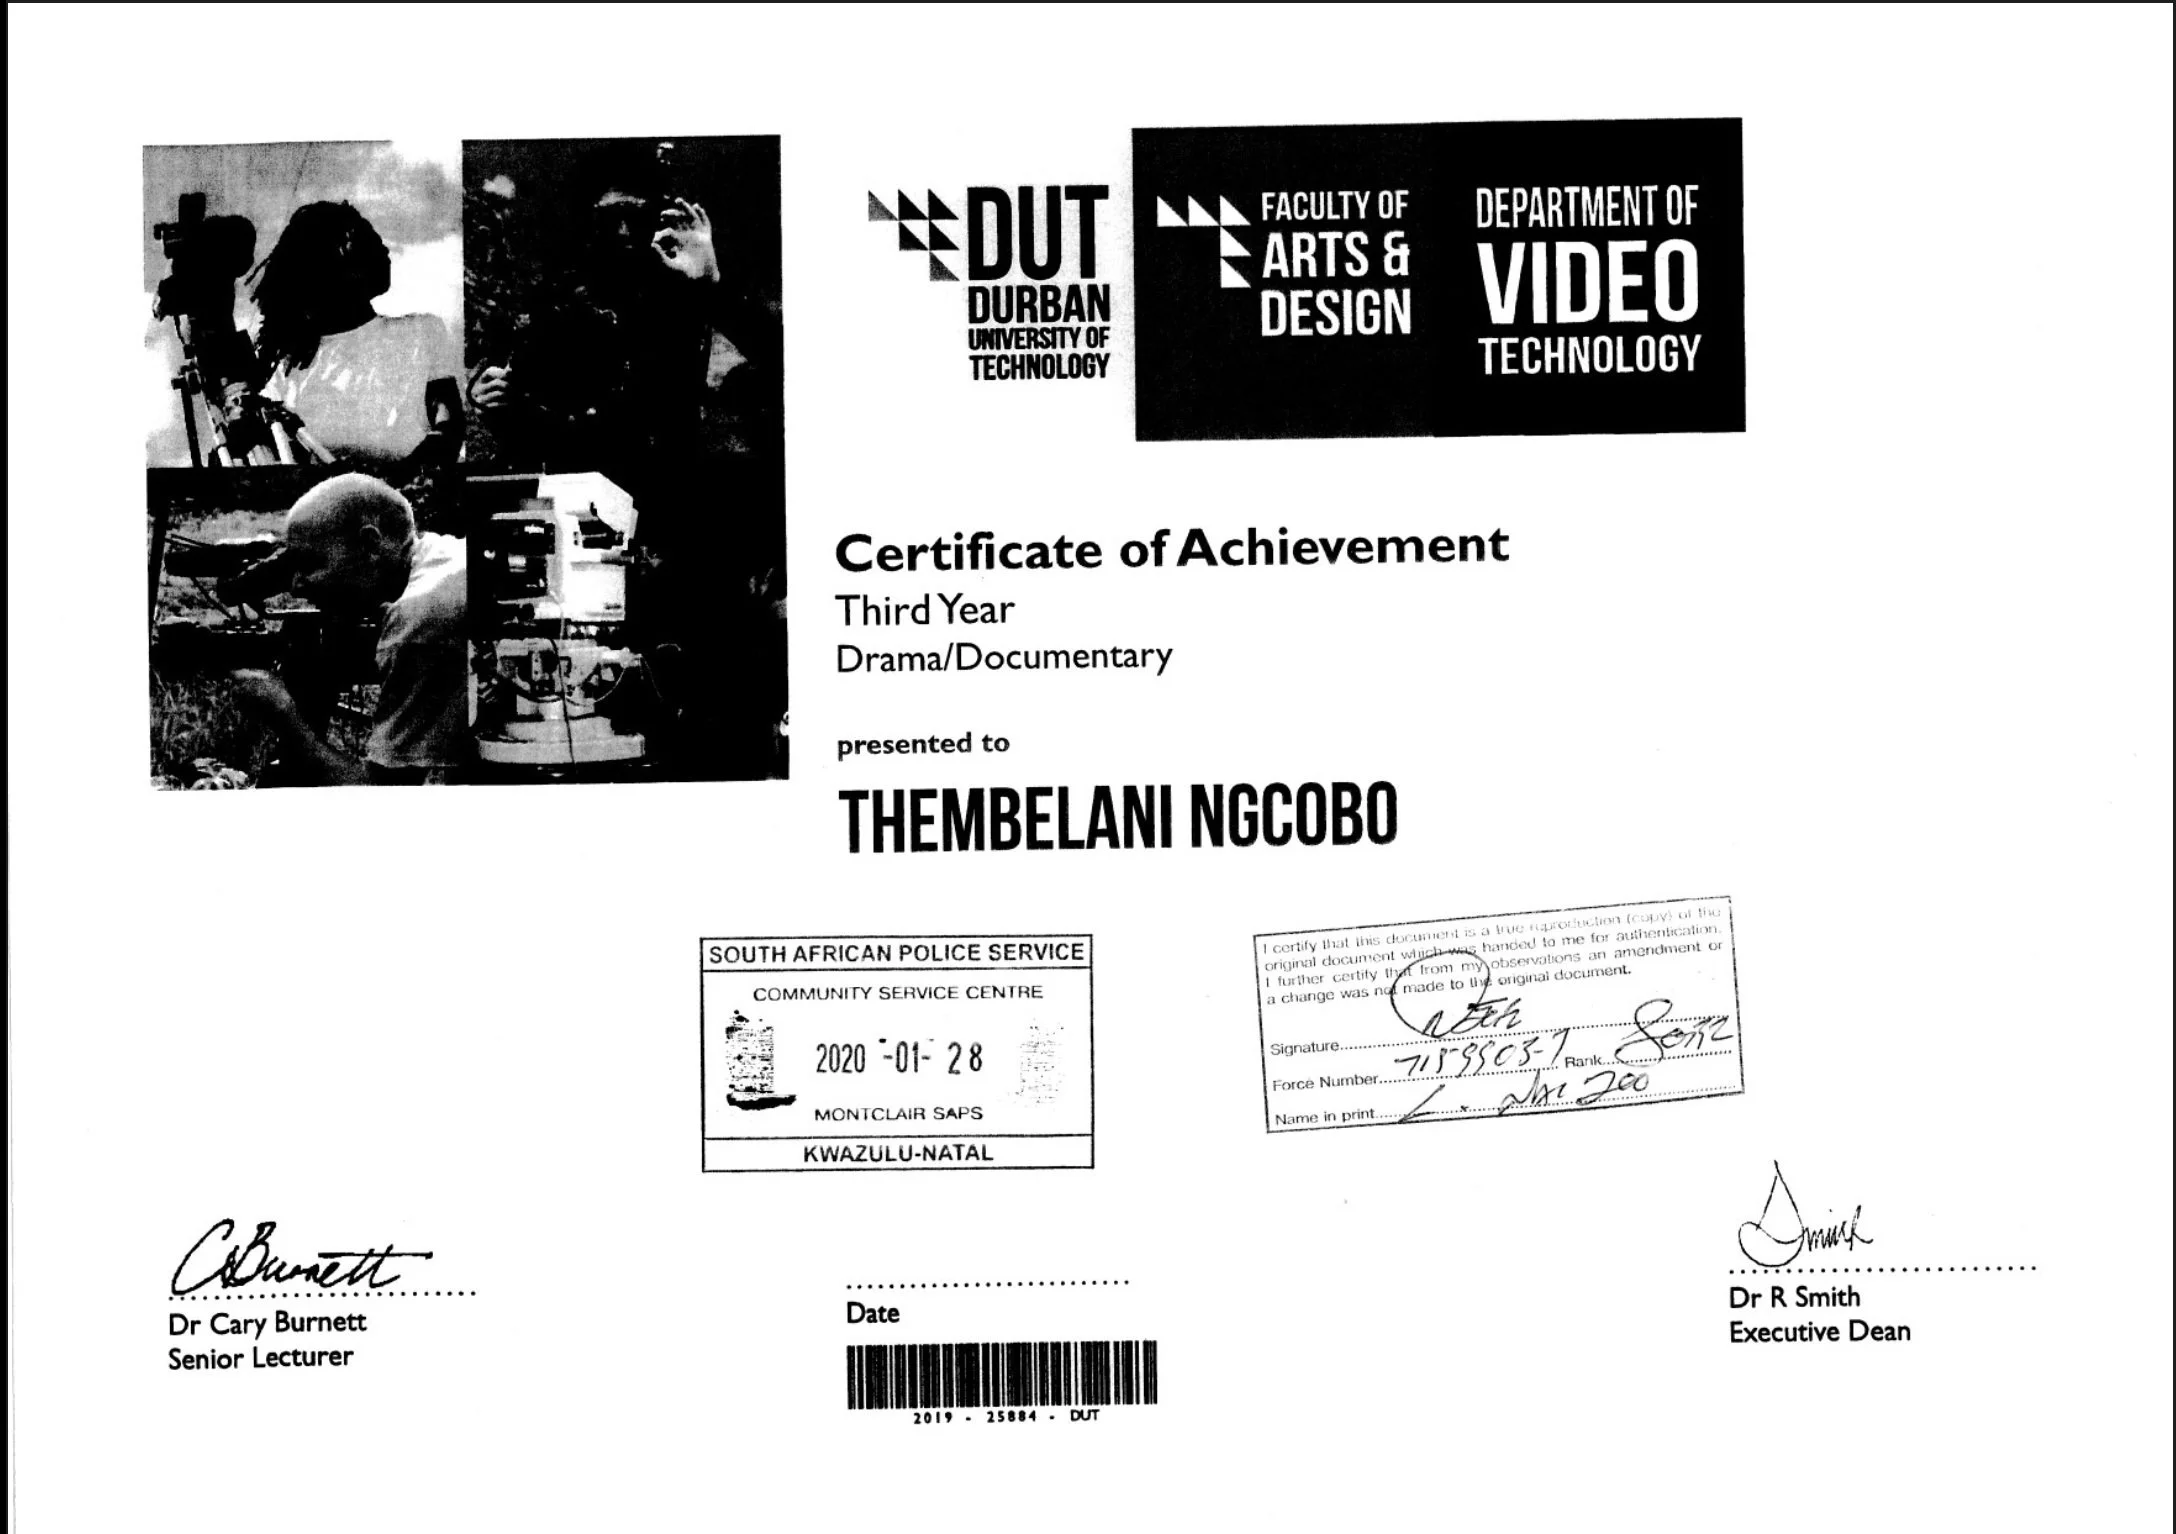 DUT
DURBAN
UNIVERSITY OF
TECHNOLOGY
FACULTY OF
ARTS &
DESIGN
DEPARTMENT OF
VIDEO
TECHNOLOGY
Certificate of Achievement
Third Year
Drama/Documentary
presented to
THEMBELANI NGCOBO
SOUTH AFRICAN POLICE SERVICE
COMMUNITY SERVICE CENTRE
2020 -01- 28
MONTCLAIR SAPS
KWAZULU-NATAL
I certify that this document is a true reproduction (copy) of the
original document which was handed to me for authentication.
I further certify that from my observations an amendment or
a change was not made to the original document.
Signature
Force Number Rank
Name in print
CBurnett
Dr Cary Burnett
Senior Lecturer
Date
2019 - 25884 - DUT
Dr R Smith
Executive Dean